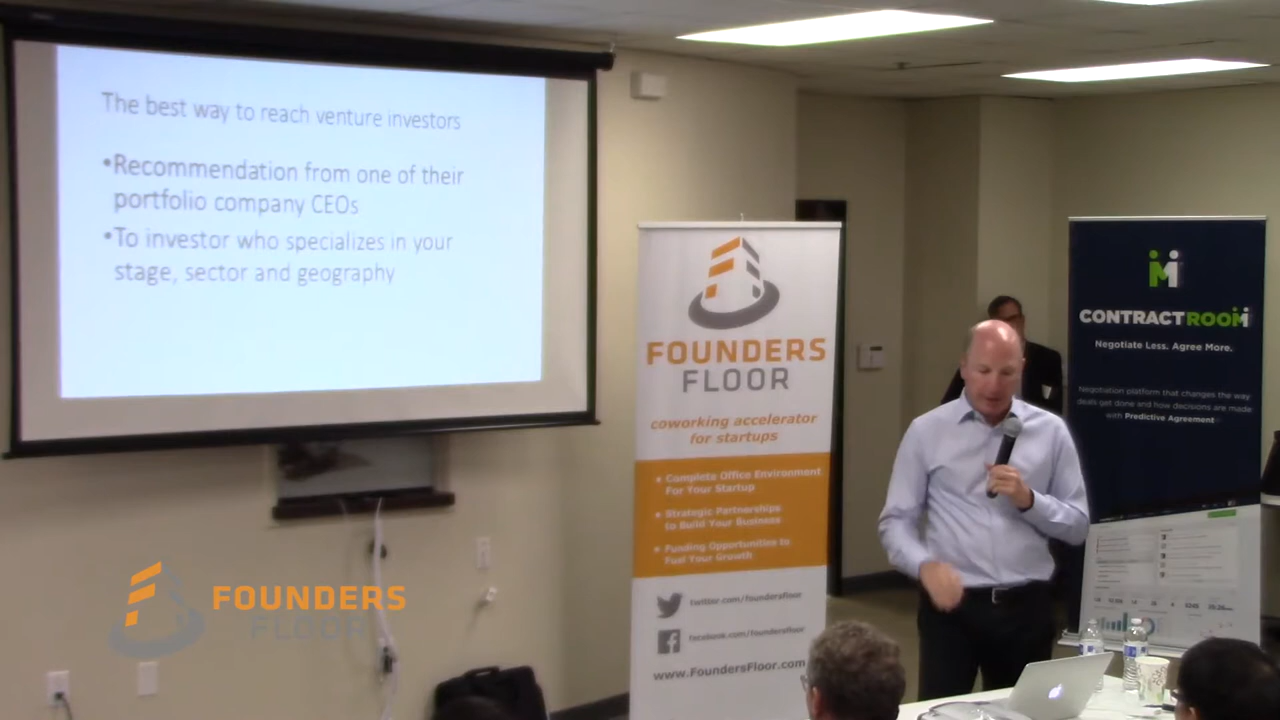 The best way to reach venture investors
•Recommendation from one of their
portfolio company CEOs
•To investor who specializes in your
stage, sector and geography
FOUNDERS
FLOOR
coworking accelerator
for startups
• Complete Office Environment
For Your Startup
• Strategic Partnerships
to Build Your Business
• Funding Opportunities to
Fuel Your Growth
twitter.com/foundersfloor
facebook.com/foundersfloor
www.FoundersFloor.com
CONTRACTROOM
Negotiate Less. Agree More.
Negotiation platform that changes the way
deals get done and how decisions are made
with Predictive Agreement
FOUNDERS
FLOOR